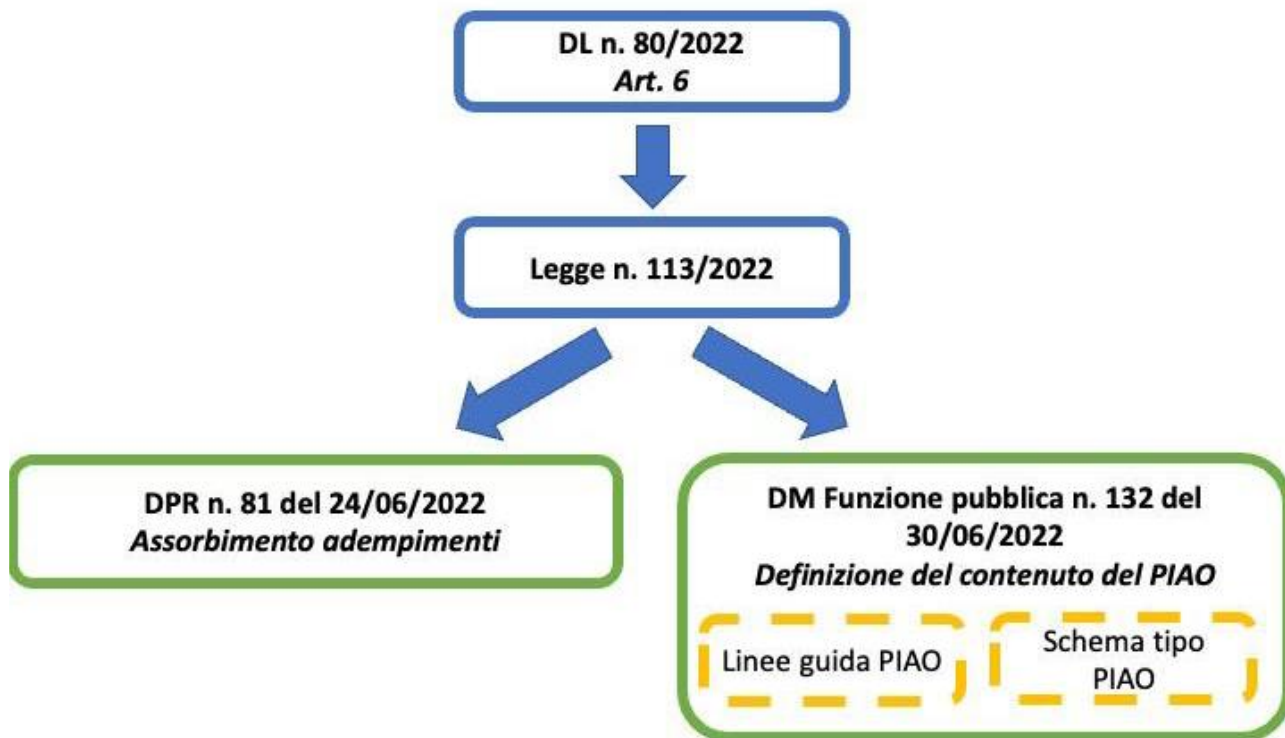 DL n. 80/2022
Art. 6
Legge n. 113/2022
DPR n. 81 del 24/06/2022
Assorbimento adempimenti
DM Funzione pubblica n. 132 del
30/06/2022
Definizione del contenuto del PIAO
Linee guida PIAO
Schema tipo
PIAO